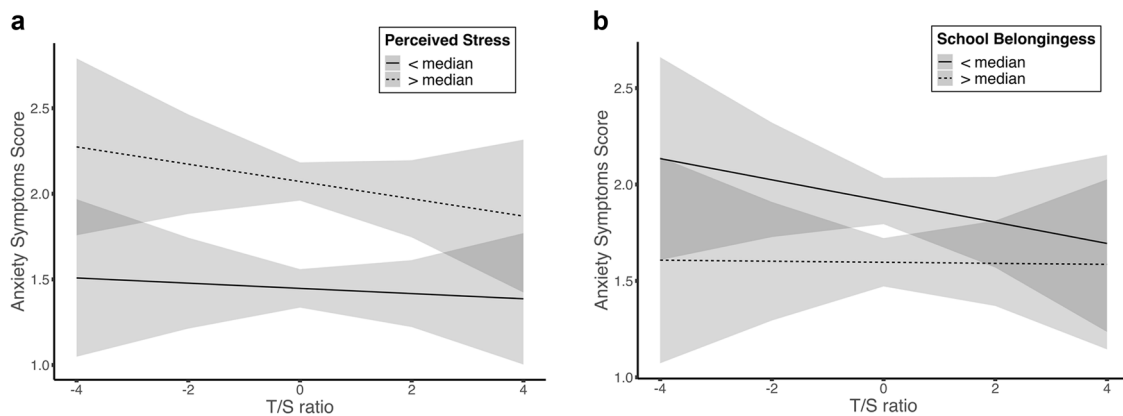 a
Perceived Stress
< median
> median
2.5
2.0
1.5
1.0
Anxiety Symptoms Score
-4
-2
0
2
4
T/S ratio
b
School Belongingess
< median
> median
2.5
2.0
1.5
1.0
Anxiety Symptoms Score
-4
-2
0
2
4
T/S ratio